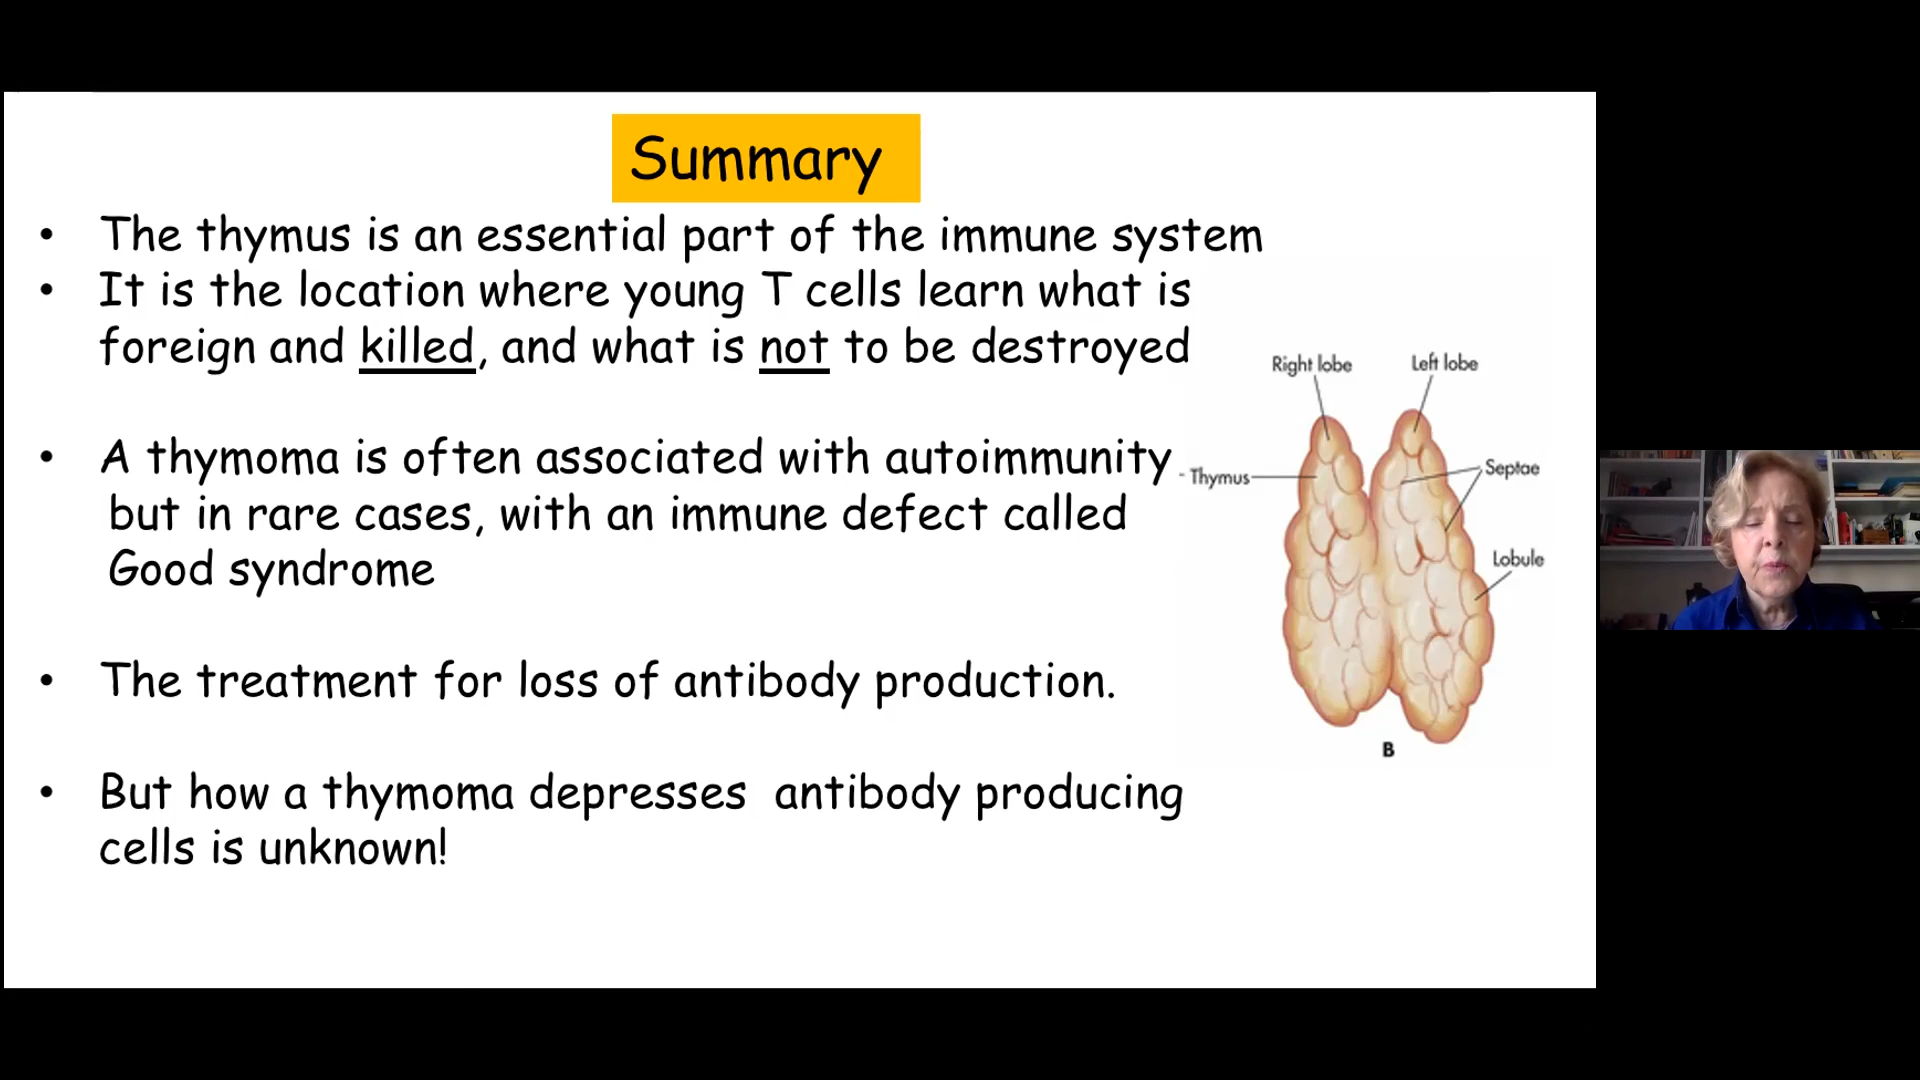 Summary
• The thymus is an essential part of the immune system
• It is the location where young T cells learn what is
foreign and killed, and what is not to be destroyed
• A thymoma is often associated with autoimmunity
but in rare cases, with an immune defect called
Good syndrome
• The treatment for loss of antibody production.
• But how a thymoma depresses antibody producing
cells is unknown!
Right lobe
Left lobe
- Thymus
Septae
Lobule
B